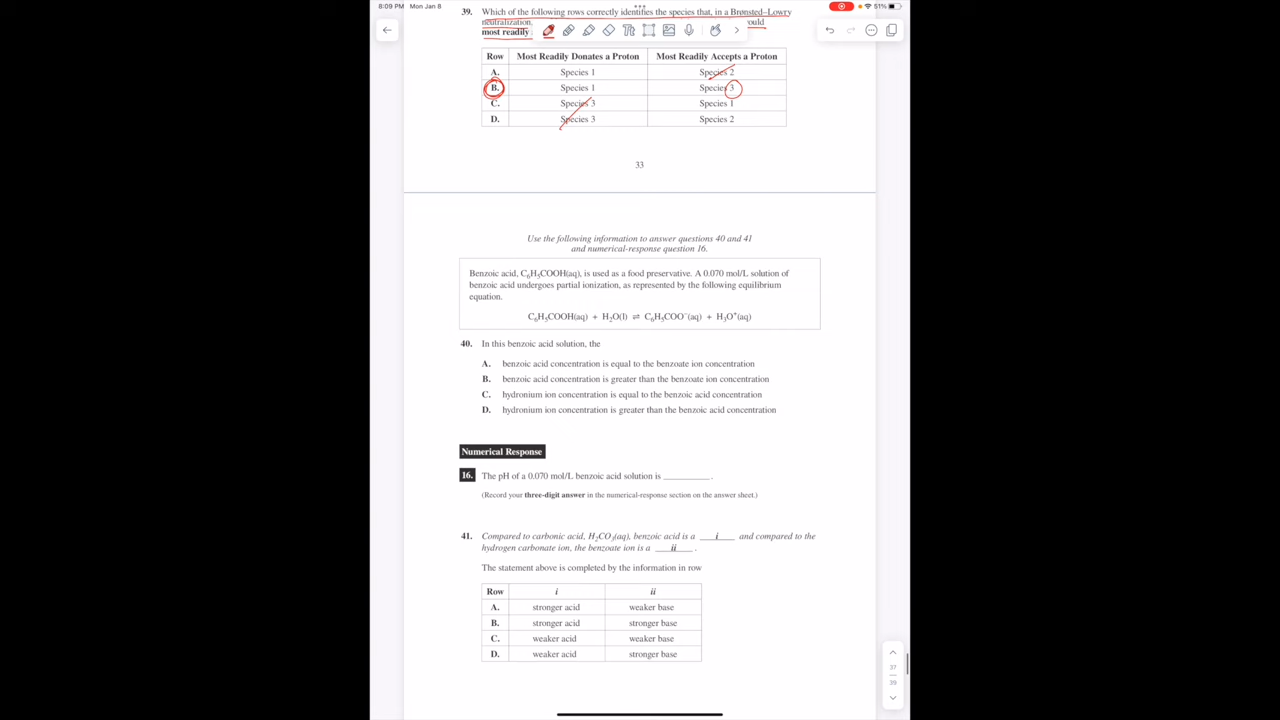 8:09 PM Mon Jan 8
51%
39. Which of the following rows correctly identifies the species that, in a Brønsted–Lowry
neutralization,
would
most readily
Row Most Readily Donates a Proton Most Readily Accepts a Proton
A. Species 1 Species 2
B. Species 1 Species 3
C. Species 3 Species 1
D. Species 3 Species 2
33
Use the following information to answer questions 40 and 41
and numerical-response question 16.
Benzoic acid, C₆H₅COOH(aq), is used as a food preservative. A 0.070 mol/L solution of
benzoic acid undergoes partial ionization, as represented by the following equilibrium
equation.
C₆H₅COOH(aq) + H₂O(l) ⇌ C₆H₅COO⁻(aq) + H₃O⁺(aq)
40. In this benzoic acid solution, the
A. benzoic acid concentration is equal to the benzoate ion concentration
B. benzoic acid concentration is greater than the benzoate ion concentration
C. hydronium ion concentration is equal to the benzoic acid concentration
D. hydronium ion concentration is greater than the benzoic acid concentration
Numerical Response
16. The pH of a 0.070 mol/L benzoic acid solution is __________ .
(Record your three-digit answer in the numerical-response section on the answer sheet.)
41. Compared to carbonic acid, H₂CO₃(aq), benzoic acid is a ___i___ and compared to the
hydrogen carbonate ion, the benzoate ion is a ___ii___ .
The statement above is completed by the information in row
Row i ii
A. stronger acid weaker base
B. stronger acid stronger base
C. weaker acid weaker base
D. weaker acid stronger base
37
39